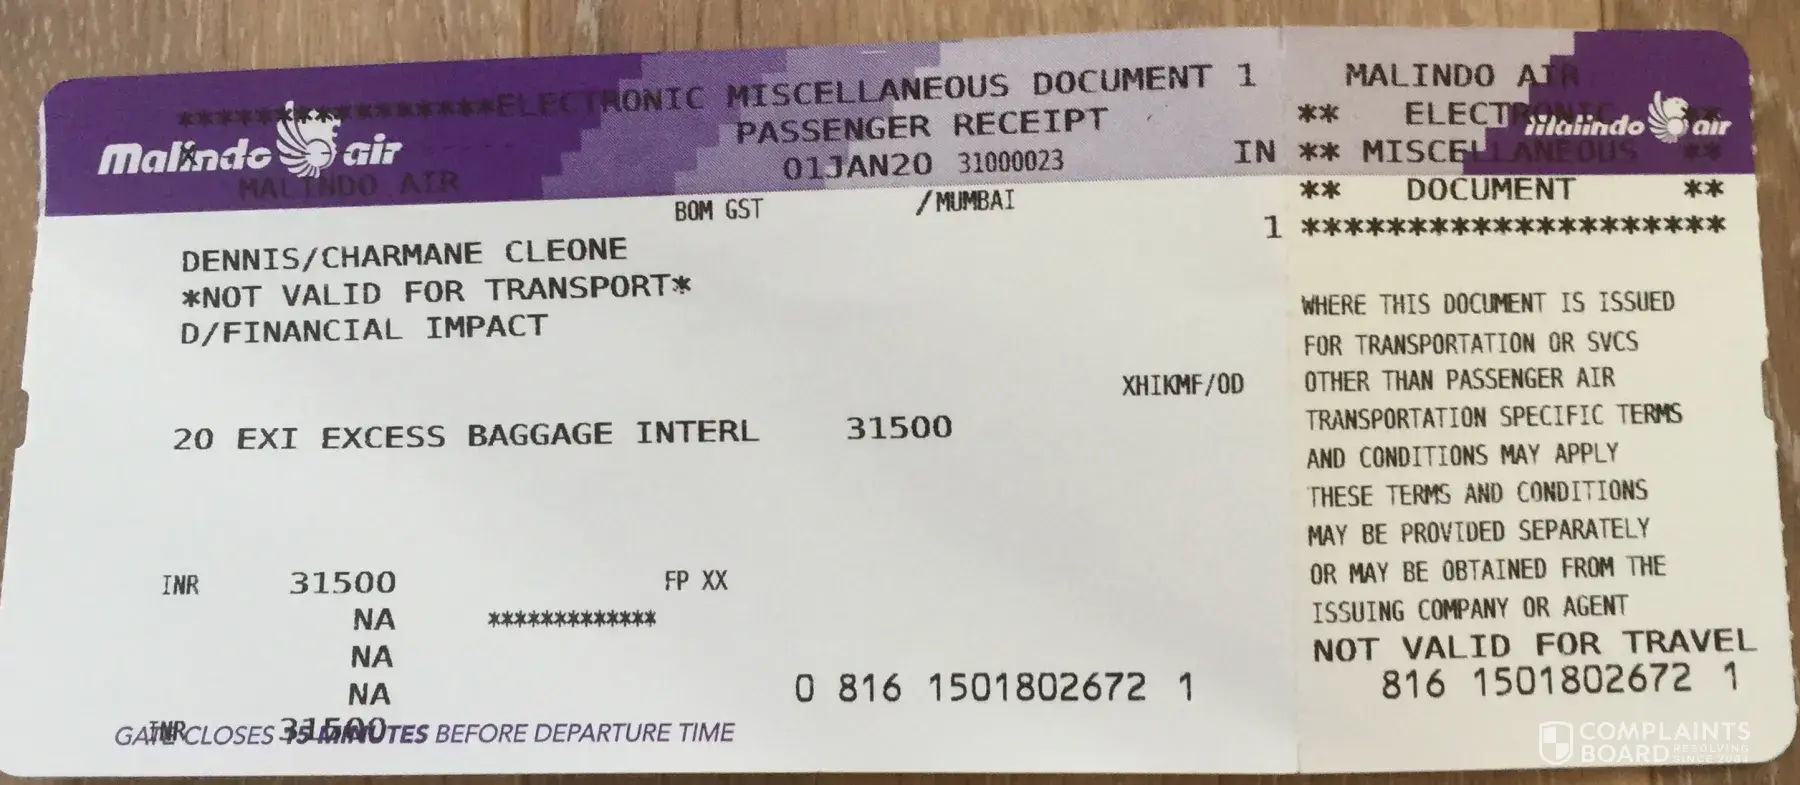 ****************ELECTRONIC MISCELLANEOUS DOCUMENT 1
PASSENGER RECEIPT
Malindo air
01JAN20 31000023 IN
MALINDO AIR
BOM GST /MUMBAI
1
DENNIS/CHARMANE CLEONE
*NOT VALID FOR TRANSPORT*
D/FINANCIAL IMPACT
XHIKMF/OD
20 EXI EXCESS BAGGAGE INTERL 31500
INR 31500 FP XX
NA *************
NA
NA
0 816 1501802672 1
INR 31500
GATE CLOSES 15 MINUTES BEFORE DEPARTURE TIME
MALINDO AIR
** ELECTRONIC **
Malindo air
** MISCELLANEOUS **
** DOCUMENT **
********************
WHERE THIS DOCUMENT IS ISSUED
FOR TRANSPORTATION OR SVCS
OTHER THAN PASSENGER AIR
TRANSPORTATION SPECIFIC TERMS
AND CONDITIONS MAY APPLY
THESE TERMS AND CONDITIONS
MAY BE PROVIDED SEPARATELY
OR MAY BE OBTAINED FROM THE
ISSUING COMPANY OR AGENT
NOT VALID FOR TRAVEL
816 1501802672 1
COMPLAINTS
BOARD RESOLVING
SINCE 2004